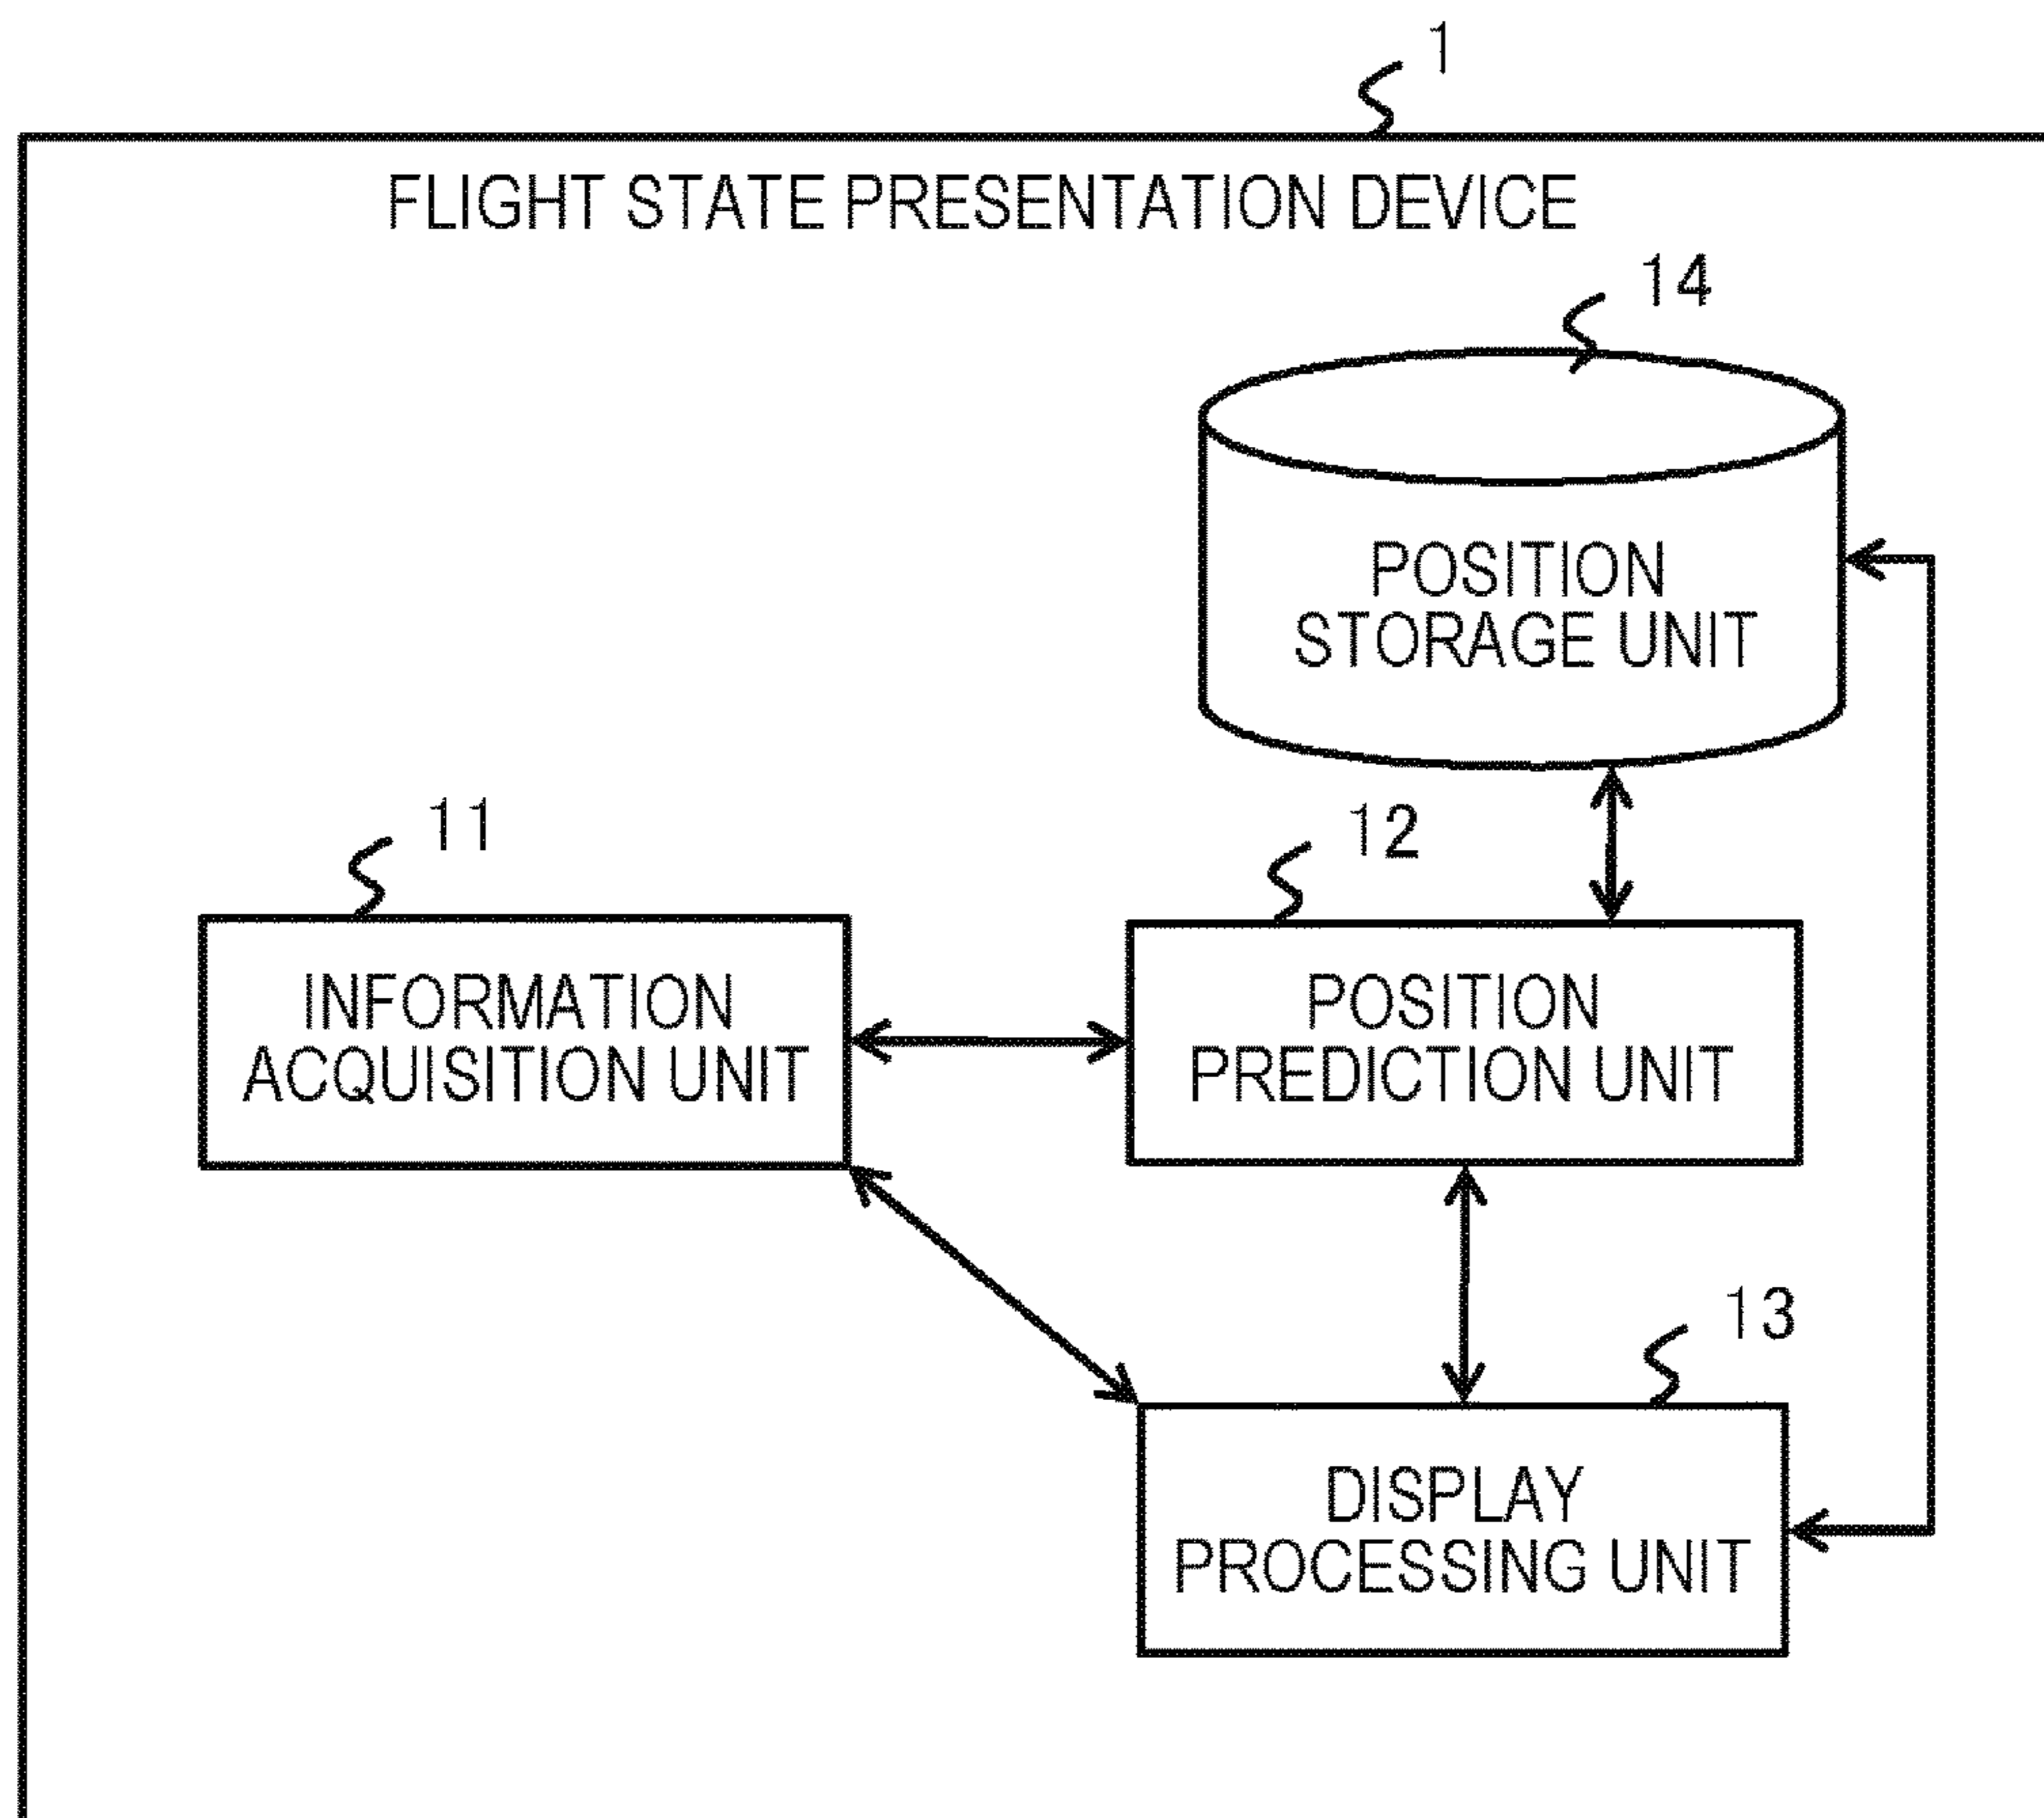 1
FLIGHT STATE PRESENTATION DEVICE
14
POSITION
STORAGE UNIT
11
INFORMATION
ACQUISITION UNIT
12
POSITION
PREDICTION UNIT
13
DISPLAY
PROCESSING UNIT